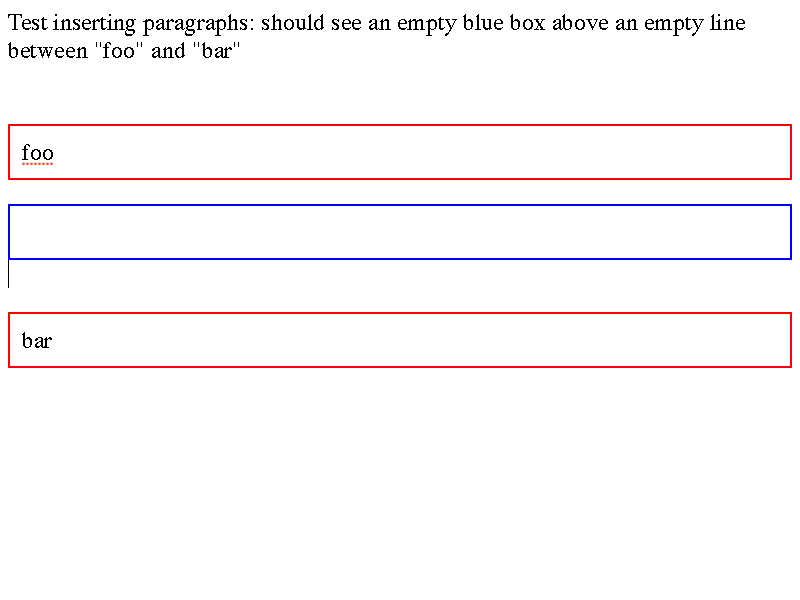 Test inserting paragraphs: should see an empty blue box above an empty line
between "foo" and "bar"
foo
bar